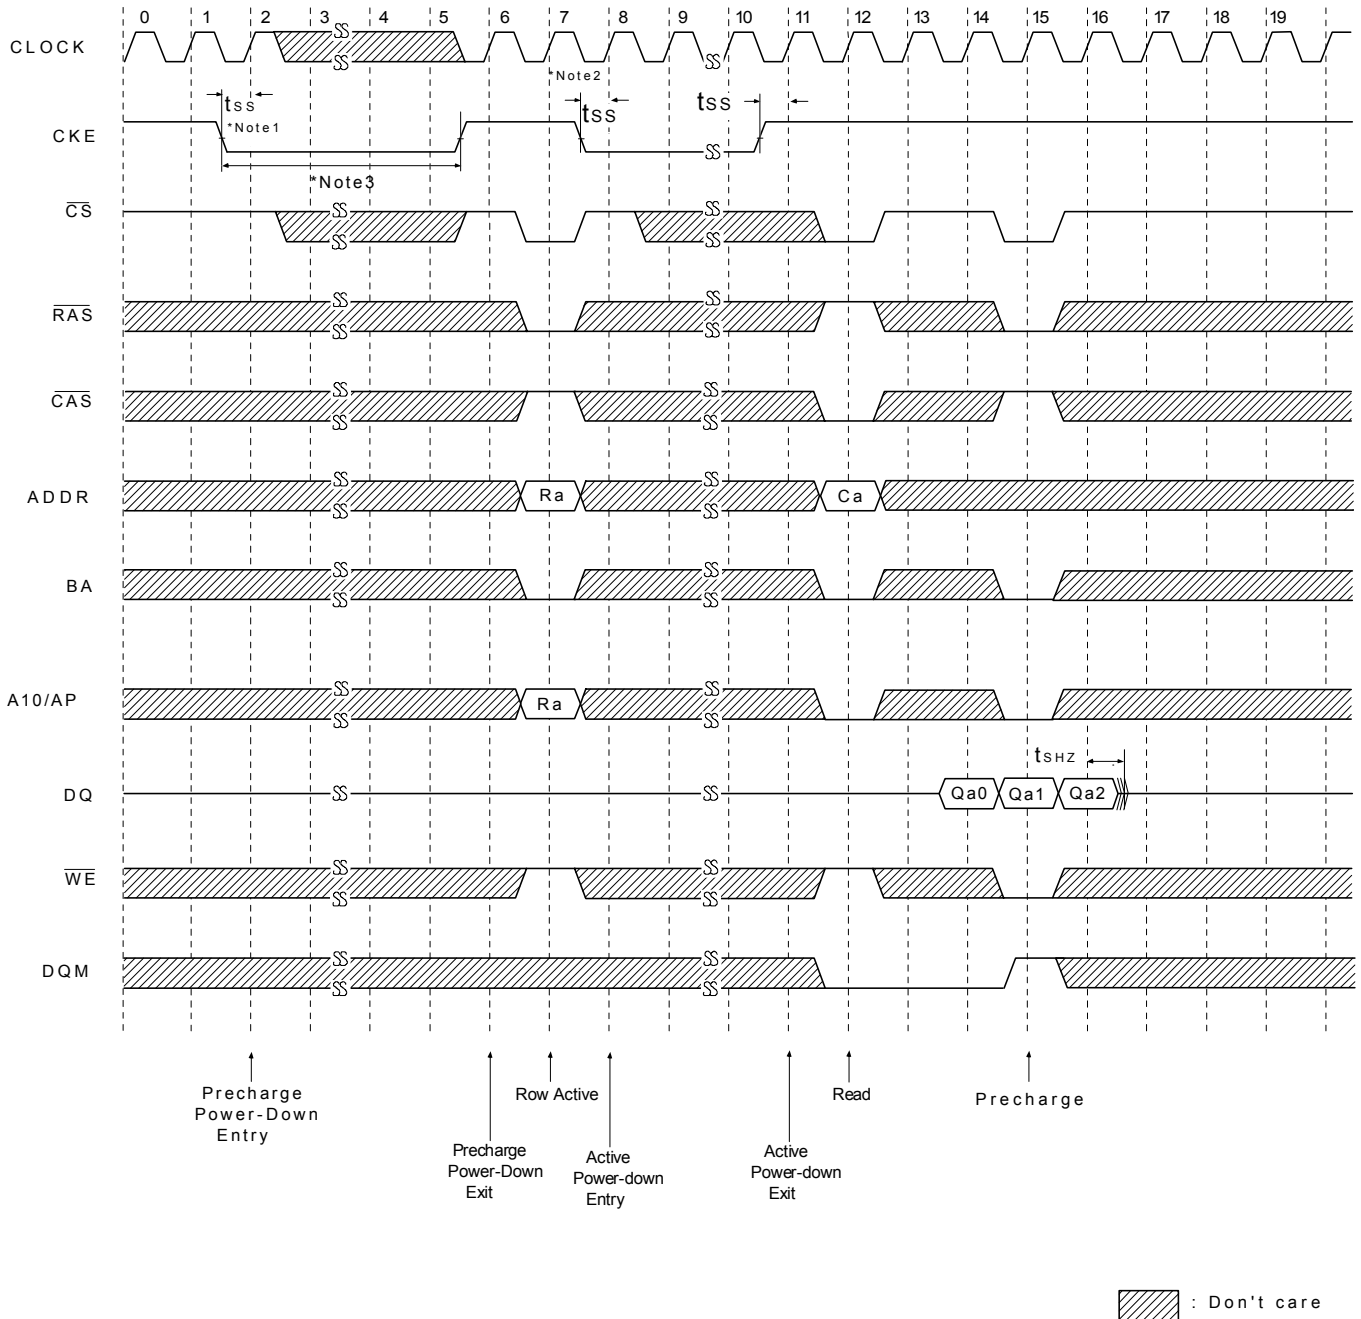 0 1 2 3 4 5 6 7 8 9 10 11 12 13 14 15 16 17 18 19
CLOCK
*Note2
tSS
*Note1
tSS
tSS
CKE
*Note3
CS
RAS
CAS
ADDR
Ra
Ca
BA
A10/AP
Ra
tSHZ
DQ
Qa0
Qa1
Qa2
WE
DQM
Precharge
Power-Down
Entry
Precharge
Power-Down
Exit
Row Active
Active
Power-down
Entry
Active
Power-down
Exit
Read
Precharge
: Don't care